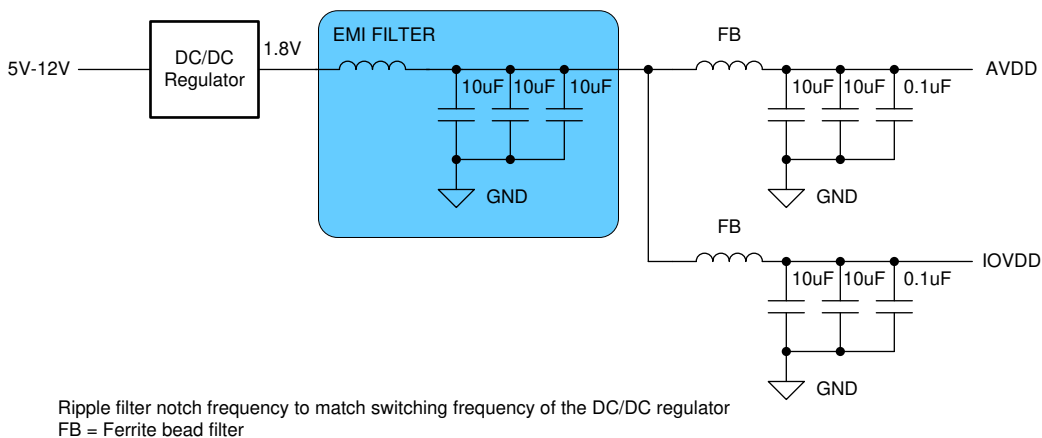 EMI FILTER
FB
5V-12V
DC/DC
Regulator
1.8V
10uF 10uF 10uF
10uF 10uF 0.1uF
AVDD
GND
GND
FB
10uF 10uF 0.1uF
IOVDD
GND
Ripple filter notch frequency to match switching frequency of the DC/DC regulator
FB = Ferrite bead filter